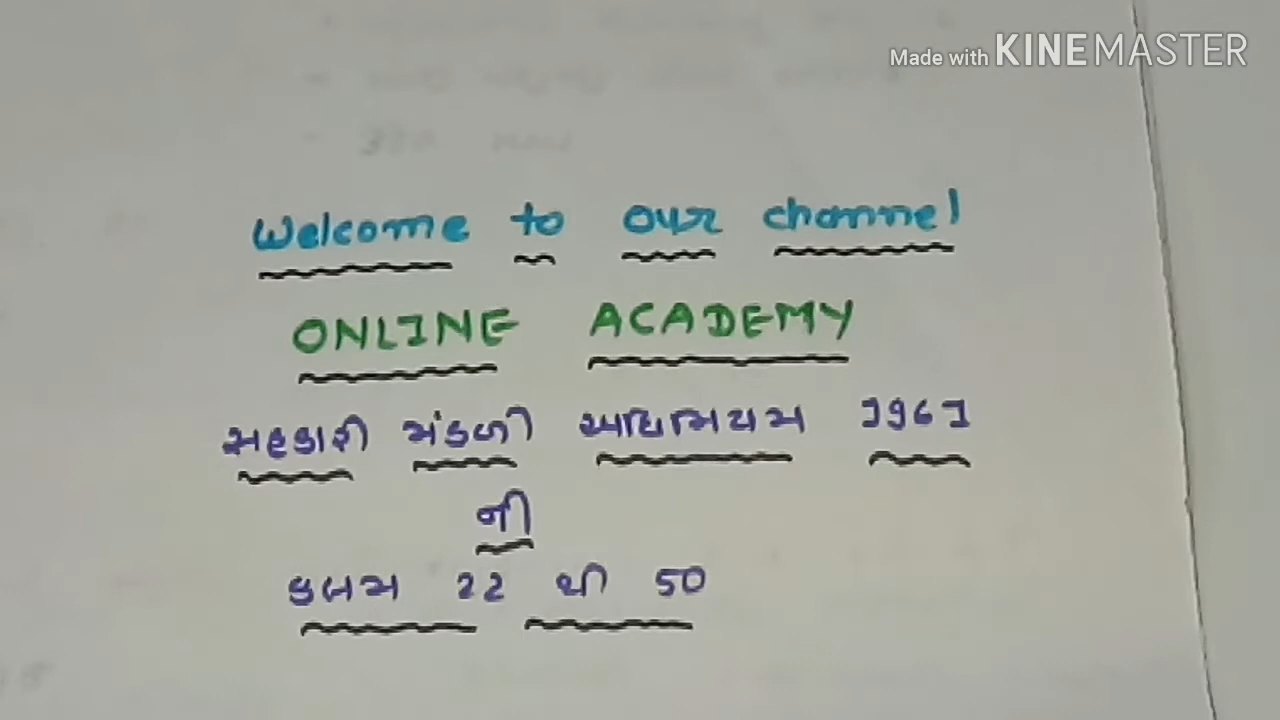 Made with KINEMASTER
Welcome to our channel
ONLINE ACADEMY
સહકારી મંડળી અધિનિયમ 1961
ની
કલમ 22 થી 50